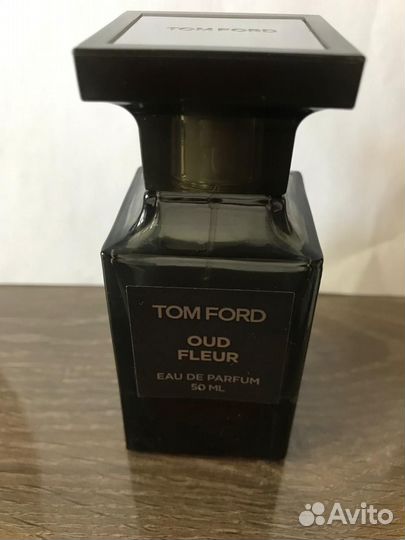 TOM FORD
TOM FORD
OUD
FLEUR
EAU DE PARFUM
50 ML
Avito